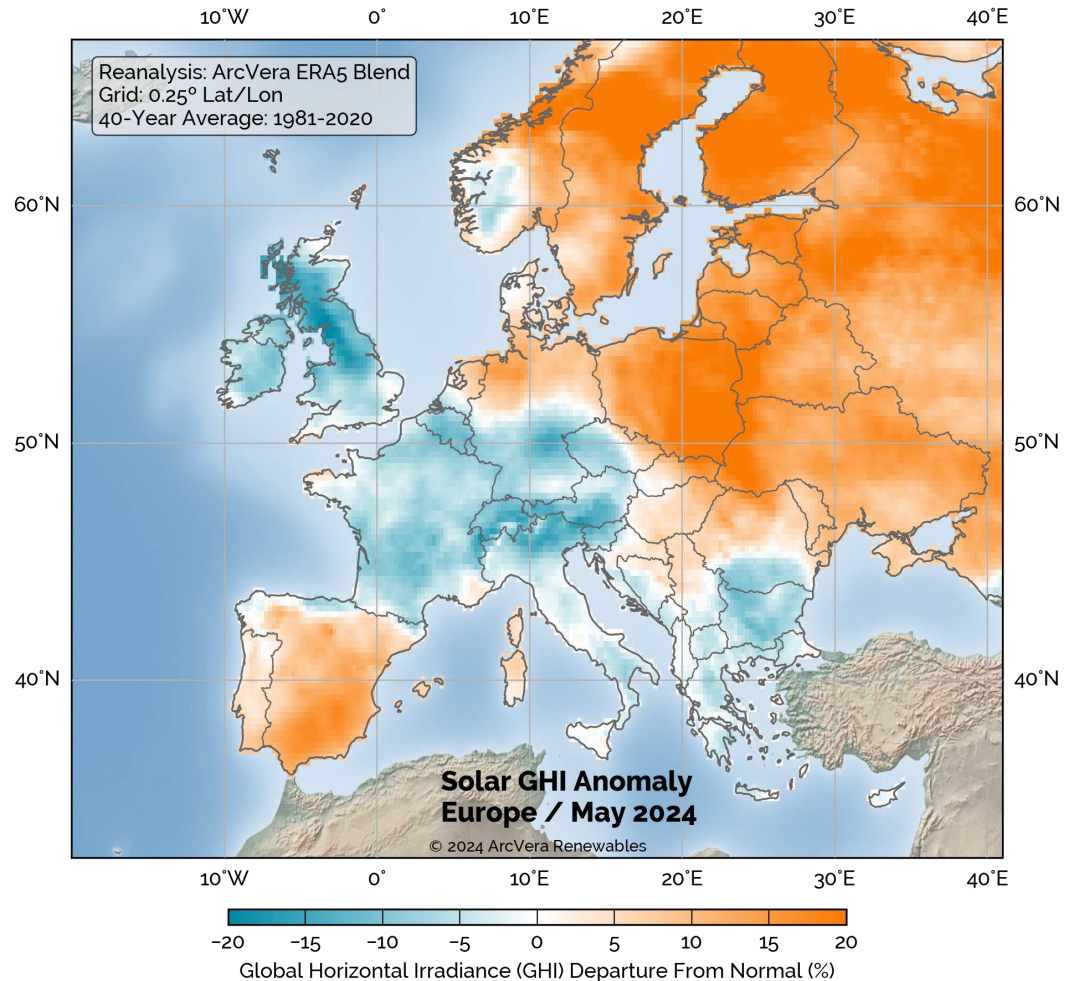 10°W 0° 10°E 20°E 30°E 40°E
Reanalysis: ArcVera ERA5 Blend
Grid: 0.25º Lat/Lon
40-Year Average: 1981-2020
60°N 60°N
50°N 50°N
40°N 40°N
Solar GHI Anomaly
Europe / May 2024
© 2024 ArcVera Renewables
10°W 0° 10°E 20°E 30°E 40°E
−20 −15 −10 −5 0 5 10 15 20
Global Horizontal Irradiance (GHI) Departure From Normal (%)